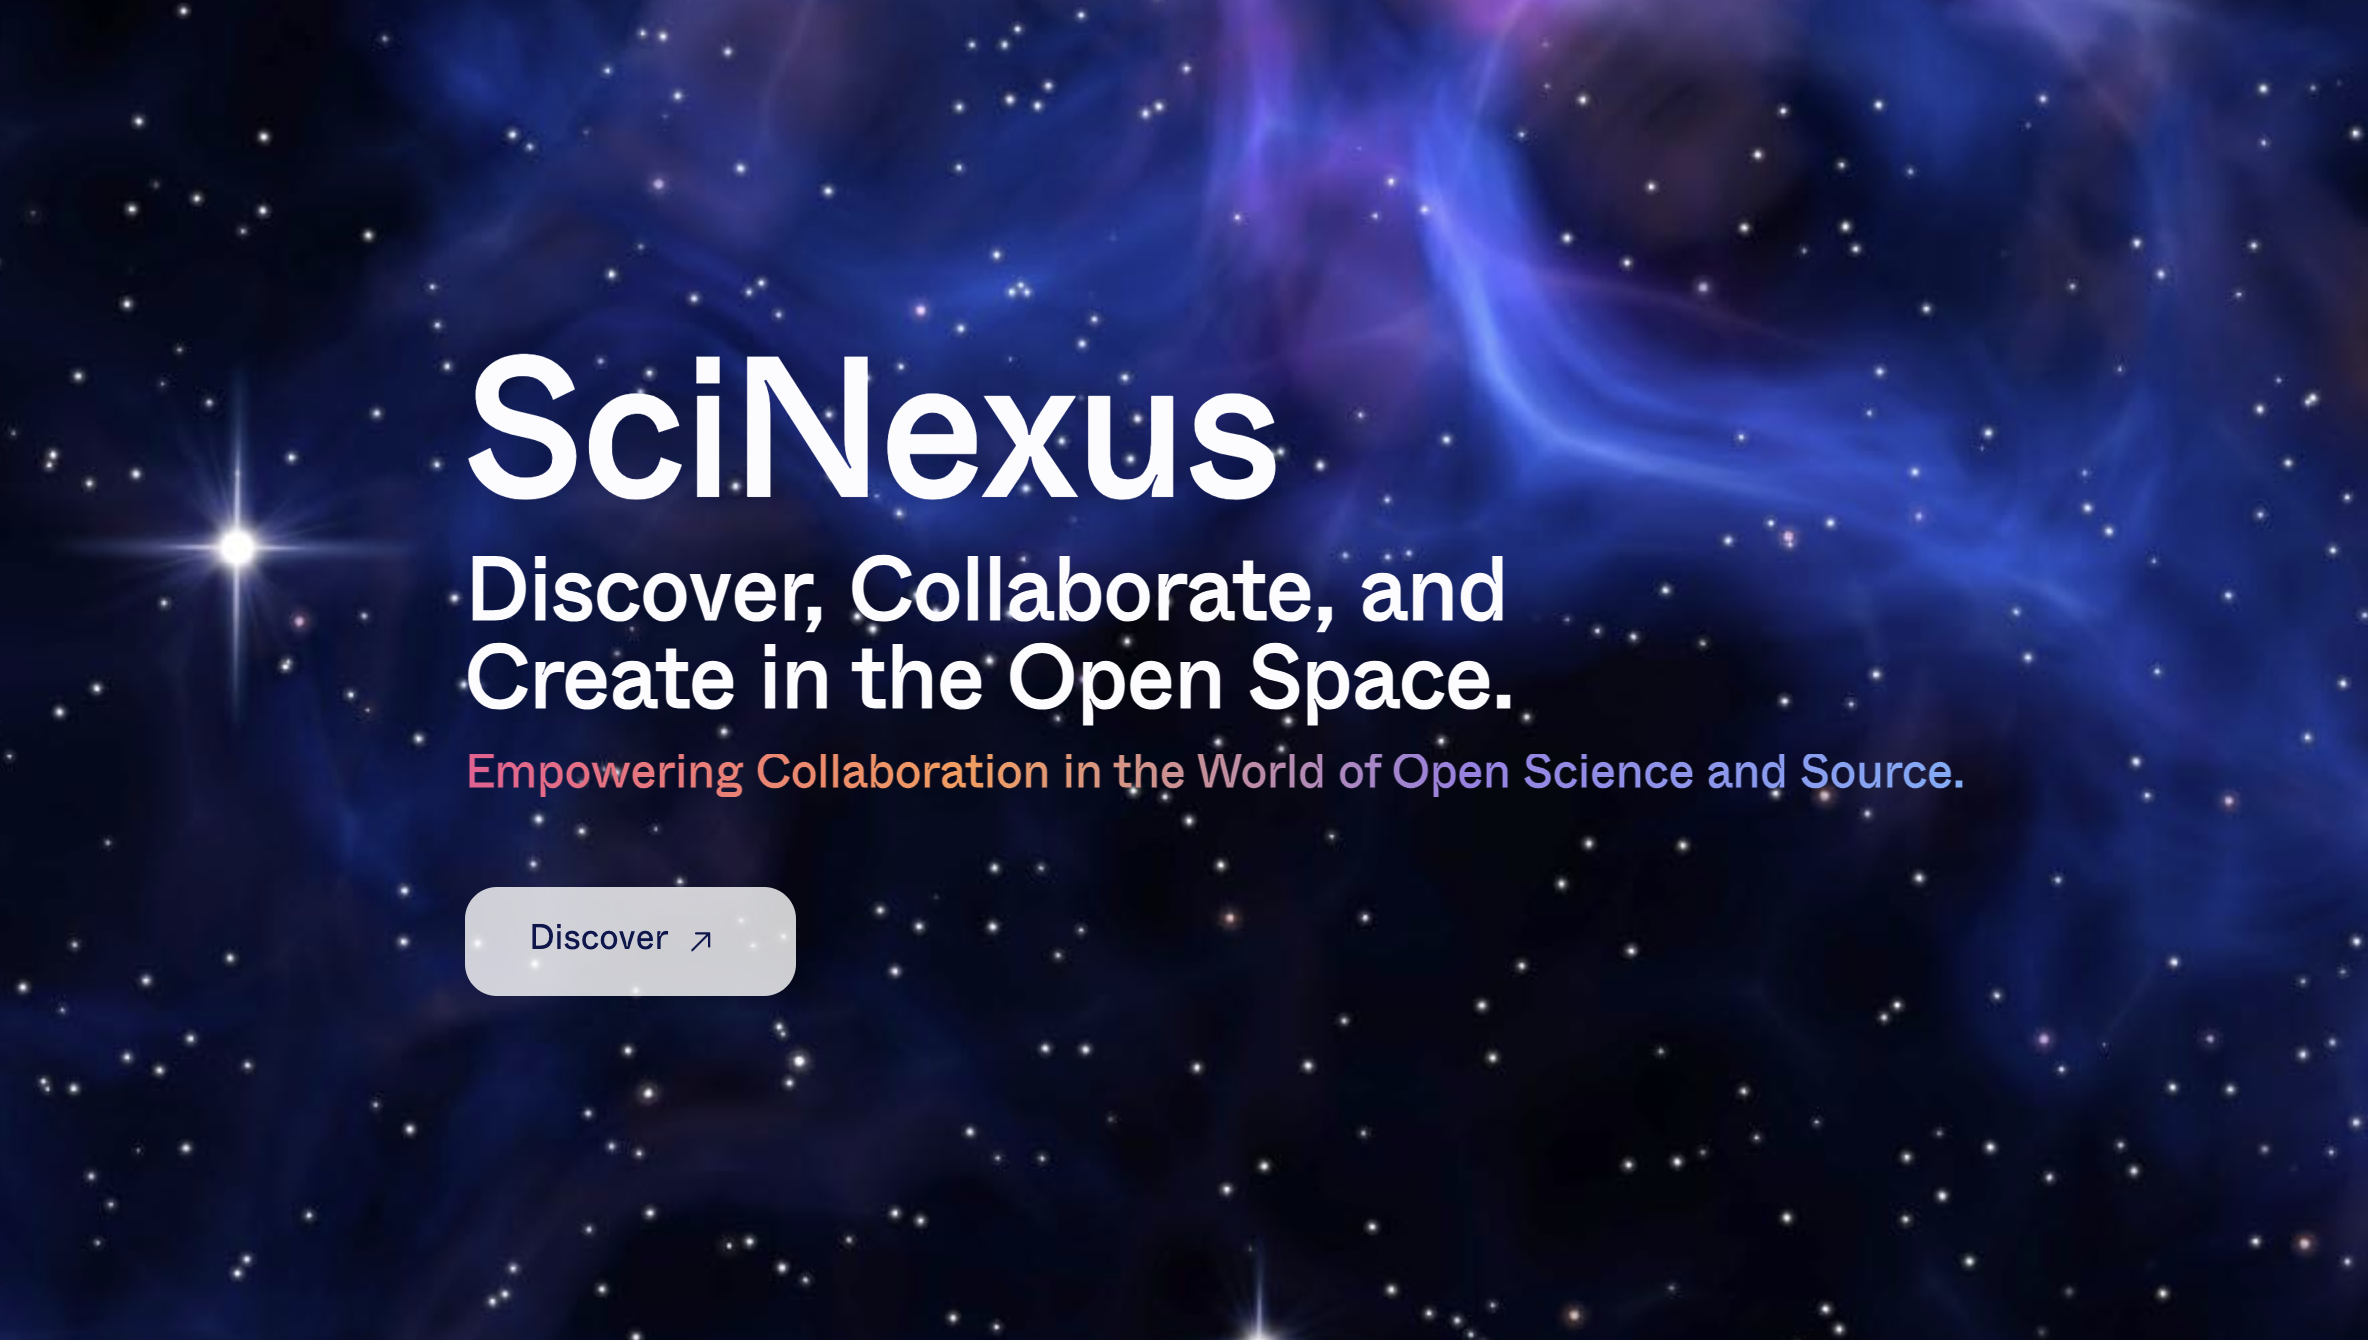 SciNexus
Discover, Collaborate, and
Create in the Open Space.
Empowering Collaboration in the World of Open Science and Source.
Discover ↗